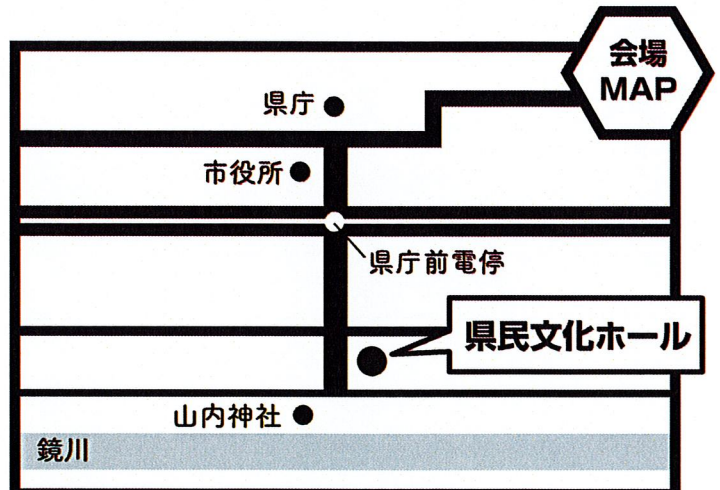 会場
MAP
県庁
市役所
県庁前電停
県民文化ホール
山内神社
鏡川